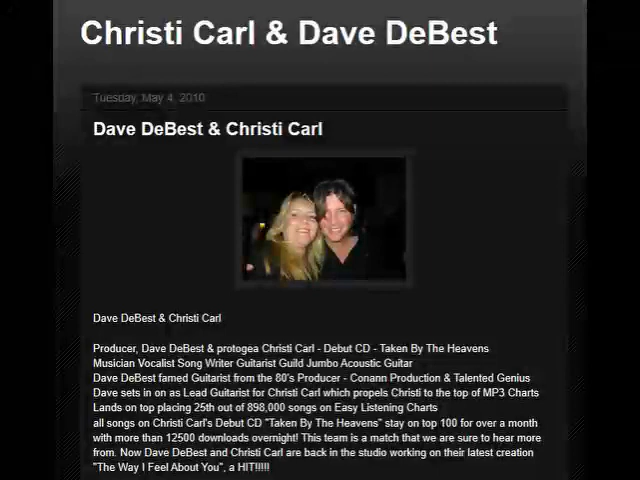 Christi Carl & Dave DeBest
Tuesday, May 4, 2010
Dave DeBest & Christi Carl
Dave DeBest & Christi Carl
Producer, Dave DeBest & protogea Christi Carl - Debut CD - Taken By The Heavens
Musician Vocalist Song Writer Guitarist Guild Jumbo Acoustic Guitar
Dave DeBest famed Guitarist from the 80's Producer - Conann Production & Talented Genius
Dave sets in on as Lead Guitarist for Christi Carl which propels Christi to the top of MP3 Charts
Lands on top placing 25th out of 898,000 songs on Easy Listening Charts
all songs on Christi Carl's Debut CD "Taken By The Heavens" stay on top 100 for over a month
with more than 12500 downloads overnight! This team is a match that we are sure to hear more
from. Now Dave DeBest and Christi Carl are back in the studio working on their latest creation
"The Way I Feel About You", a HIT!!!!!